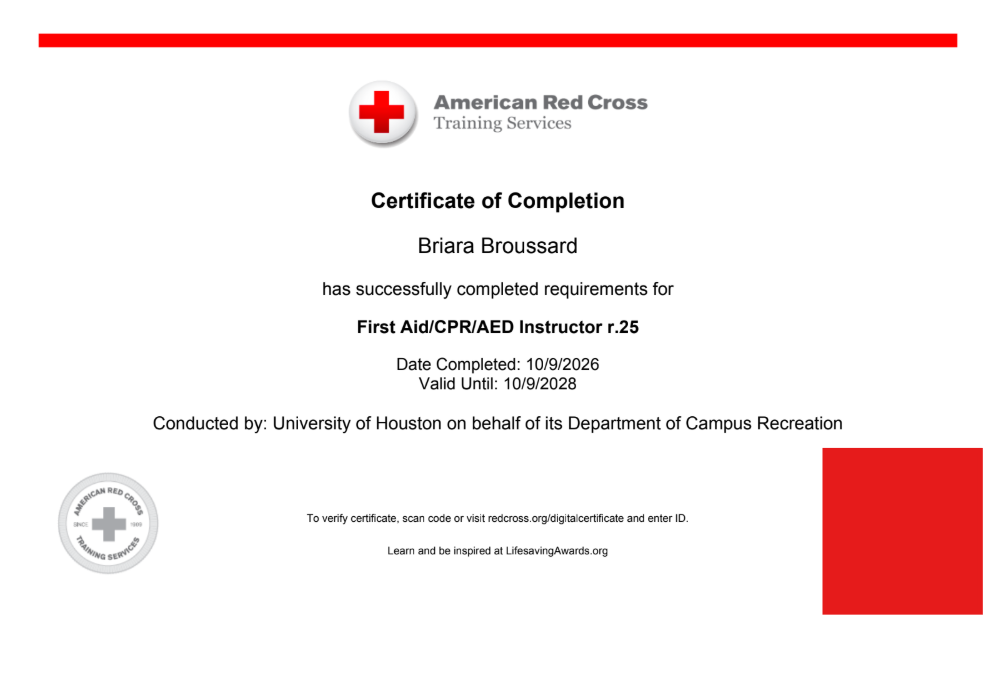 American Red Cross
Training Services
Certificate of Completion
Briara Broussard
has successfully completed requirements for
First Aid/CPR/AED Instructor r.25
Date Completed: 10/9/2026
Valid Until: 10/9/2028
Conducted by: University of Houston on behalf of its Department of Campus Recreation
AMERICAN RED CROSS
SINCE 1909
TRAINING SERVICES
To verify certificate, scan code or visit redcross.org/digitalcertificate and enter ID.
Learn and be inspired at LifesavingAwards.org